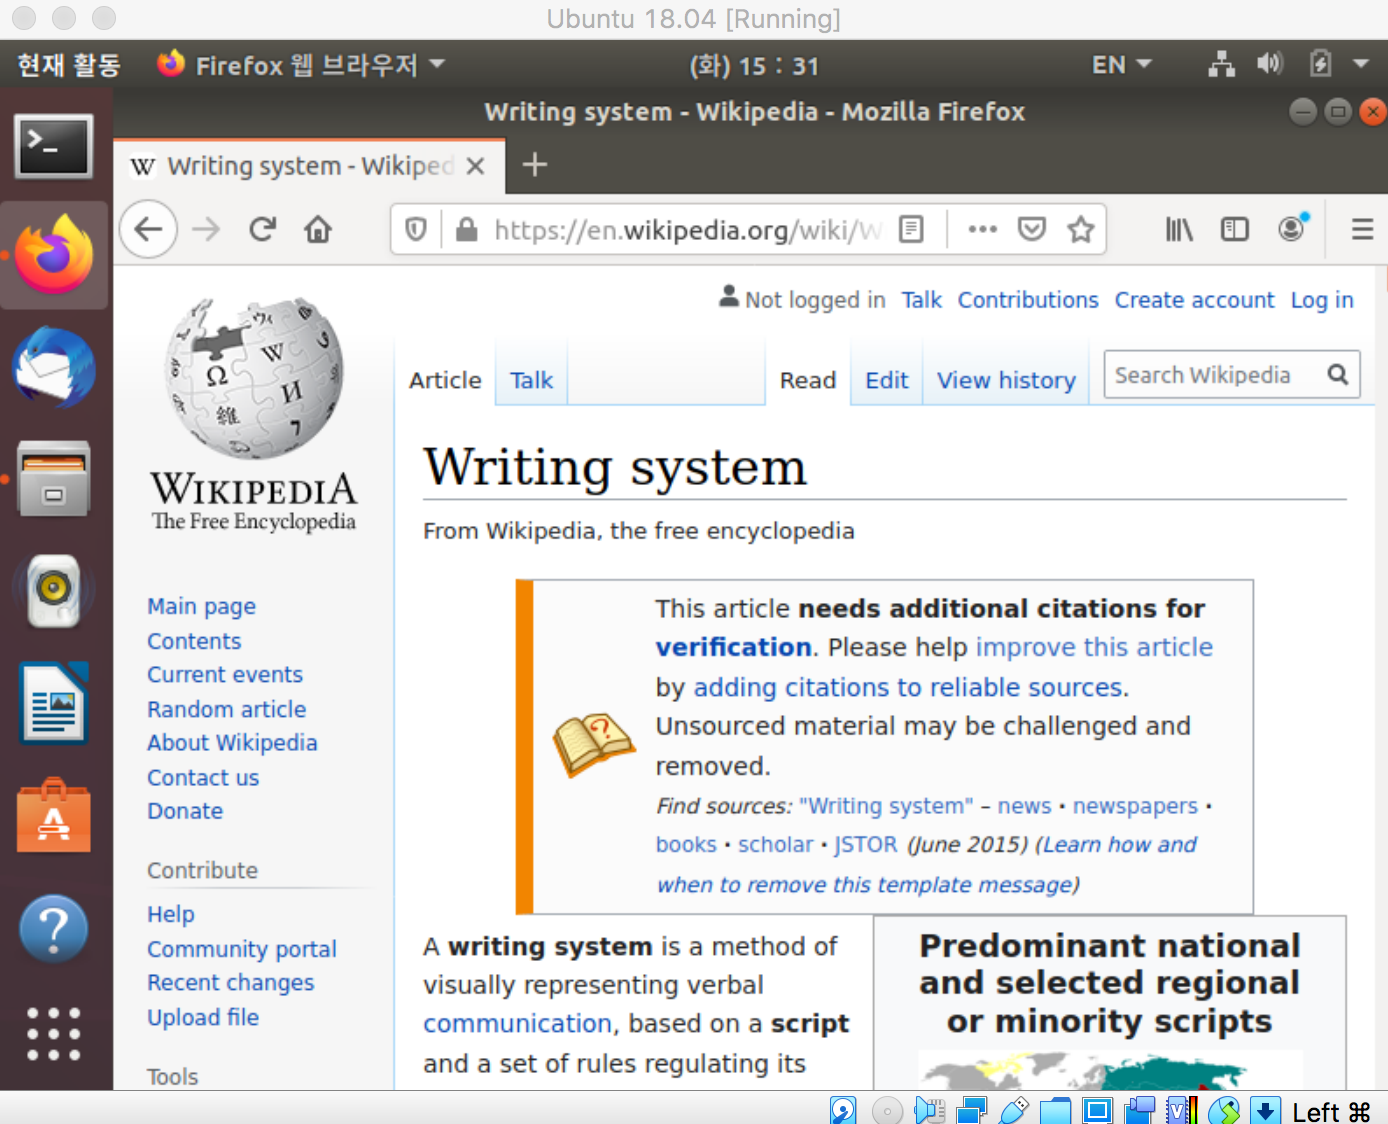 Ubuntu 18.04 [Running]
현재 활동 Firefox 웹 브라우저 (화) 15 : 31 EN
Writing system - Wikipedia - Mozilla Firefox
Writing system - Wikiped
https://en.wikipedia.org/wiki/W
Not logged in Talk Contributions Create account Log in
Article Talk Read Edit View history Search Wikipedia
WIKIPEDIA
The Free Encyclopedia
Writing system
From Wikipedia, the free encyclopedia
Main page
Contents
Current events
Random article
About Wikipedia
Contact us
Donate
Contribute
Help
Community portal
Recent changes
Upload file
Tools
This article needs additional citations for
verification. Please help improve this article
by adding citations to reliable sources.
Unsourced material may be challenged and
removed.
Find sources: "Writing system" – news · newspapers ·
books · scholar · JSTOR (June 2015) (Learn how and
when to remove this template message)
A writing system is a method of
visually representing verbal
communication, based on a script
and a set of rules regulating its
Predominant national
and selected regional
or minority scripts
Left ⌘